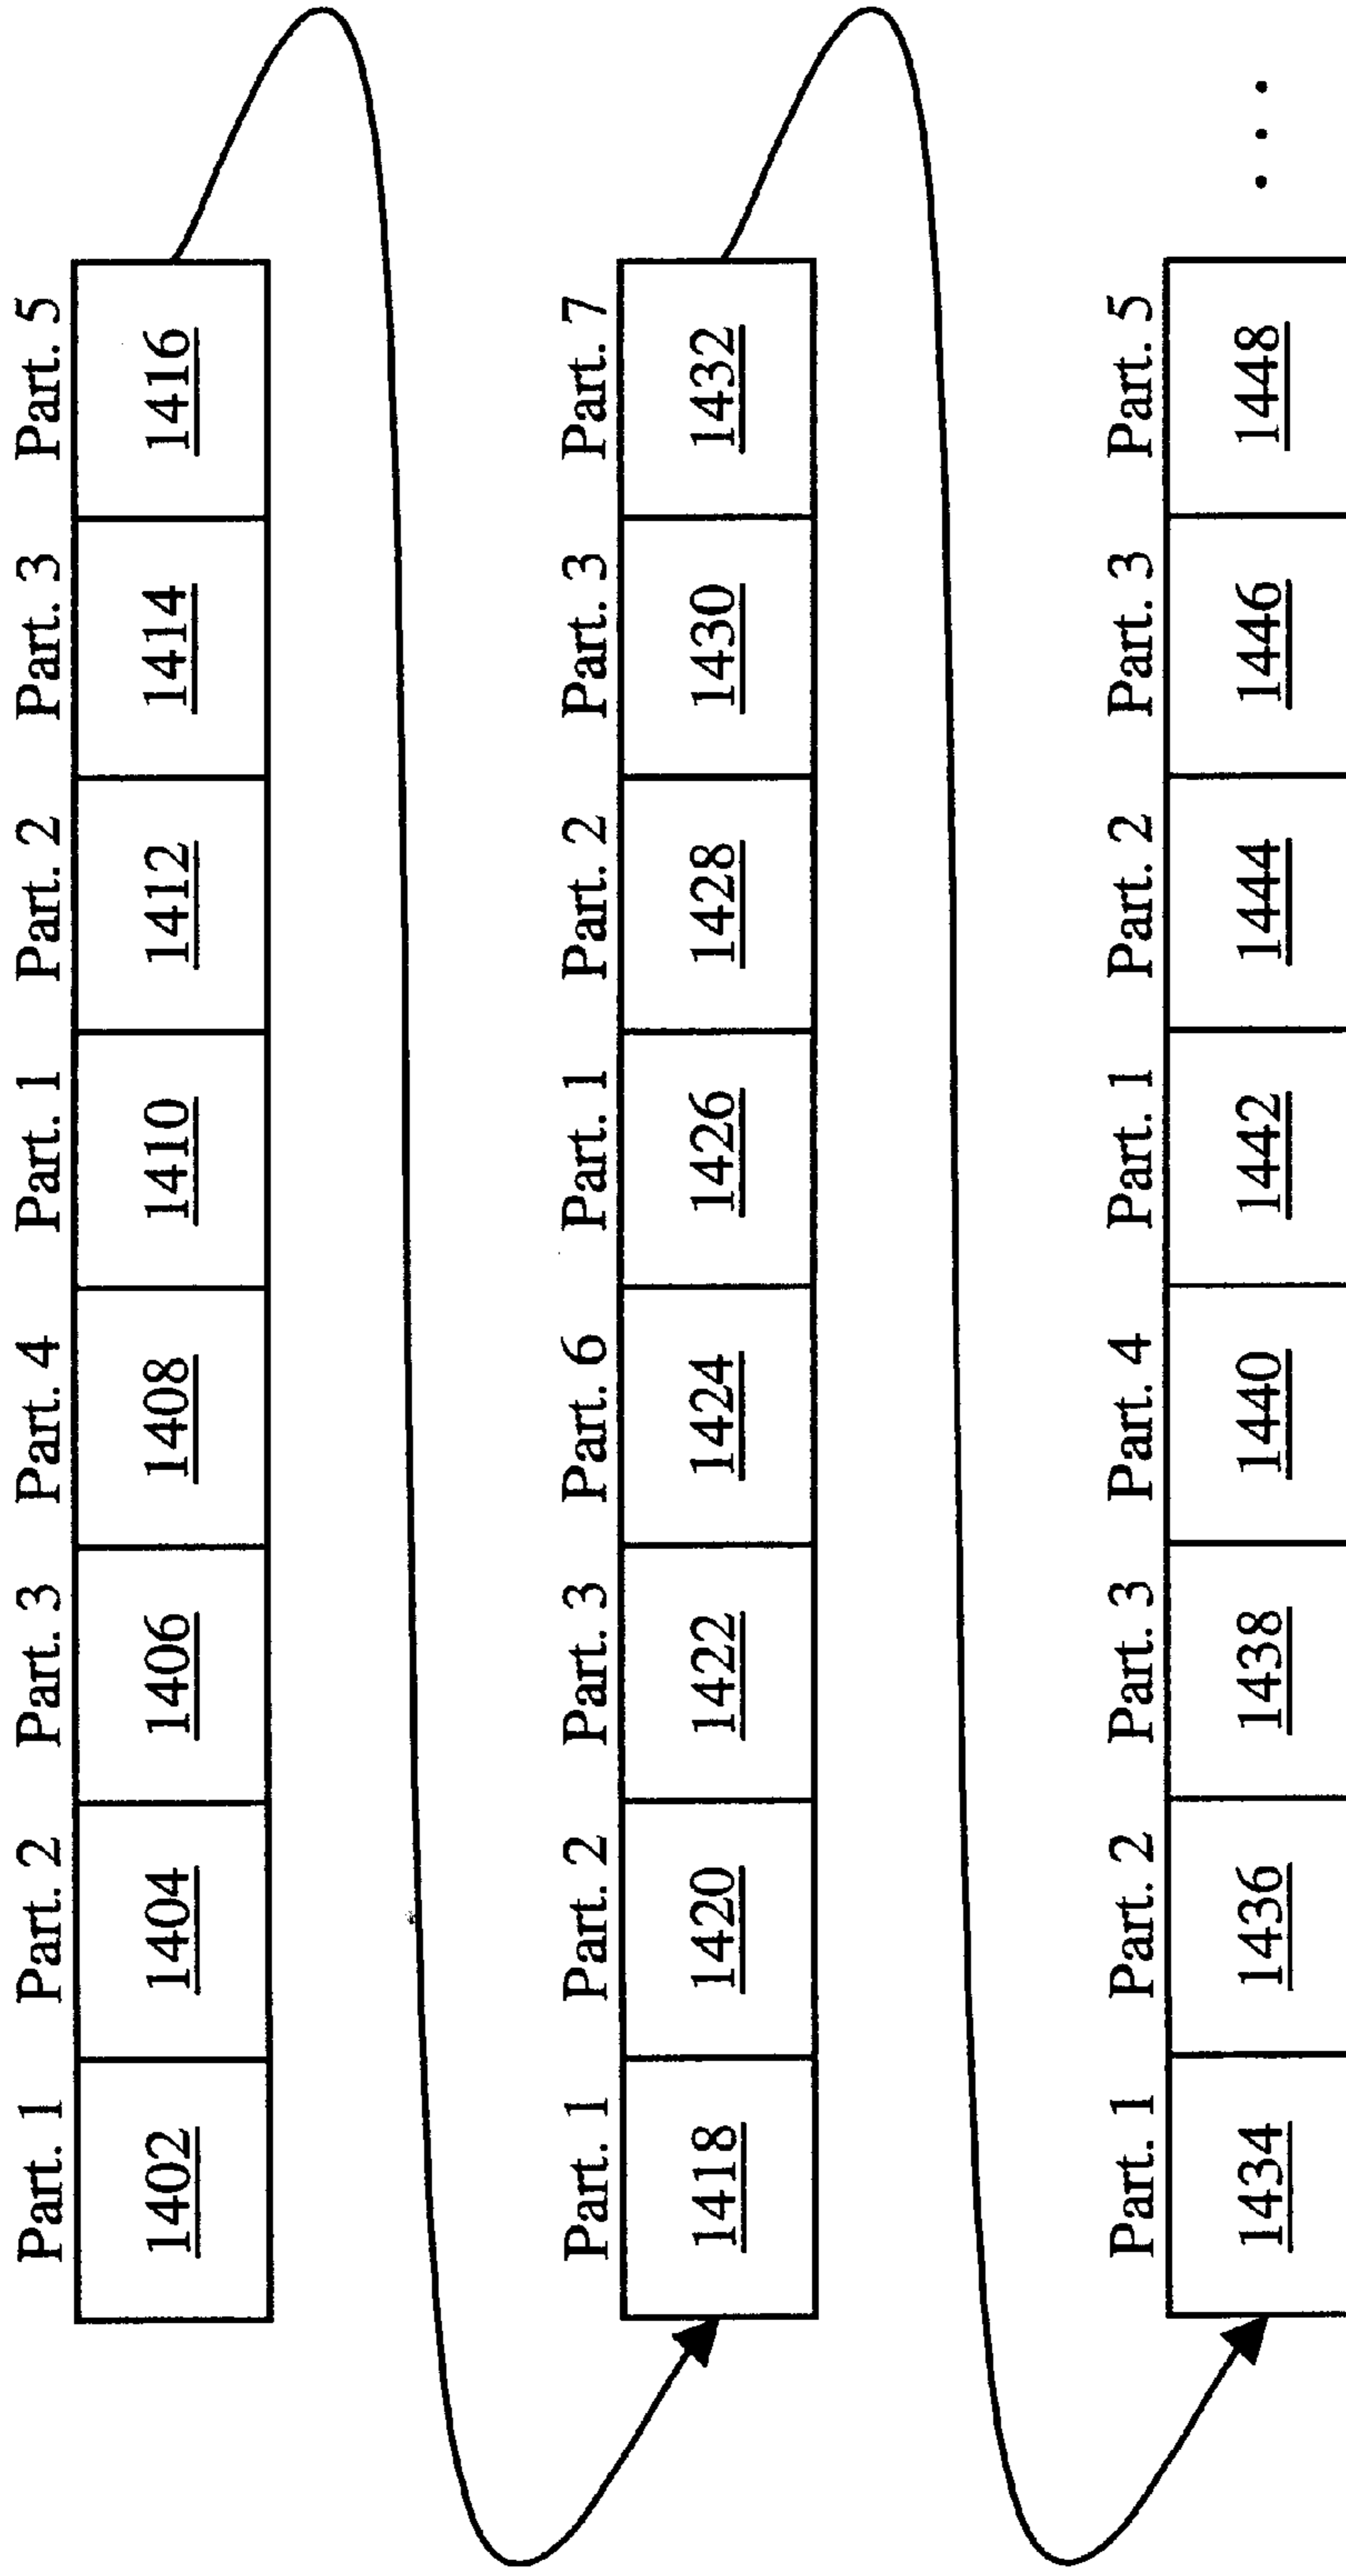 Part. 1 Part. 2 Part. 3 Part. 4 Part. 1 Part. 2 Part. 3 Part. 5
1402 1404 1406 1408 1410 1412 1414 1416
Part. 1 Part. 2 Part. 3 Part. 6 Part. 1 Part. 2 Part. 3 Part. 7
1418 1420 1422 1424 1426 1428 1430 1432
Part. 1 Part. 2 Part. 3 Part. 4 Part. 1 Part. 2 Part. 3 Part. 5
1434 1436 1438 1440 1442 1444 1446 1448 . . .